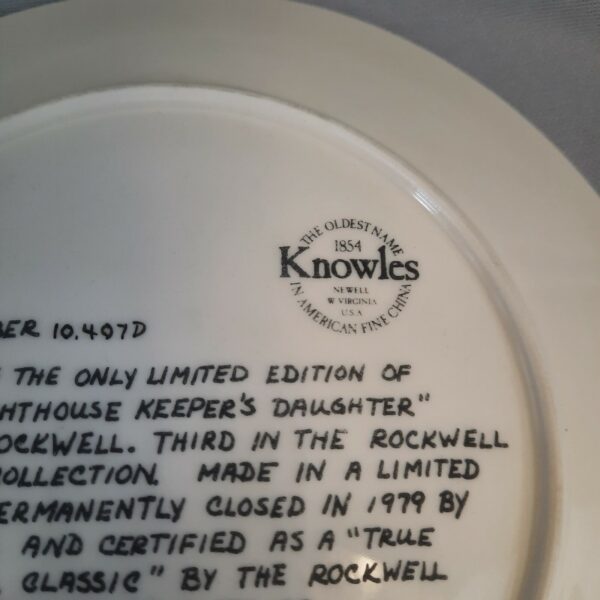 THE OLDEST NAME
1854
Knowles
NEWELL
W VIRGINIA
U.S.A
IN AMERICAN FINE CHINA
BER 10.407D
THE ONLY LIMITED EDITION OF
HTHOUSE KEEPER'S DAUGHTER"
OCKWELL. THIRD IN THE ROCKWELL
OLLECTION. MADE IN A LIMITED
ERMANENTLY CLOSED IN 1979 BY
AND CERTIFIED AS A "TRUE
CLASSIC" BY THE ROCKWELL